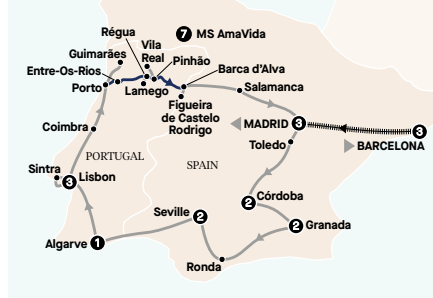 Régua
7 MS AmaVida
Vila
Real
Guimarães
Pinhão
Entre-Os-Rios
Barca d'Alva
Porto
Lamego
Salamanca
Figueira
de Castelo
Rodrigo
Coimbra
MADRID 3
3
BARCELONA
Toledo
PORTUGAL
SPAIN
Sintra
3 Lisbon
2 Córdoba
Seville 2
2 Granada
Algarve 1
Ronda